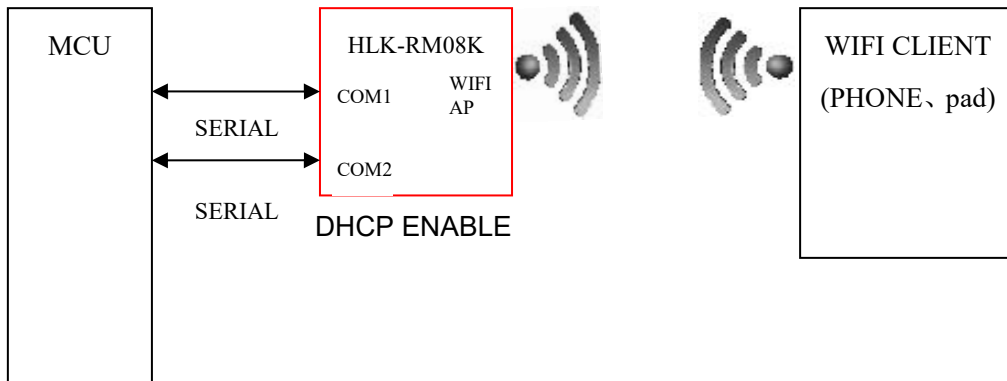 MCU
SERIAL
SERIAL
HLK-RM08K
COM1
WIFI
AP
COM2
DHCP ENABLE
WIFI CLIENT
(PHONE、pad)